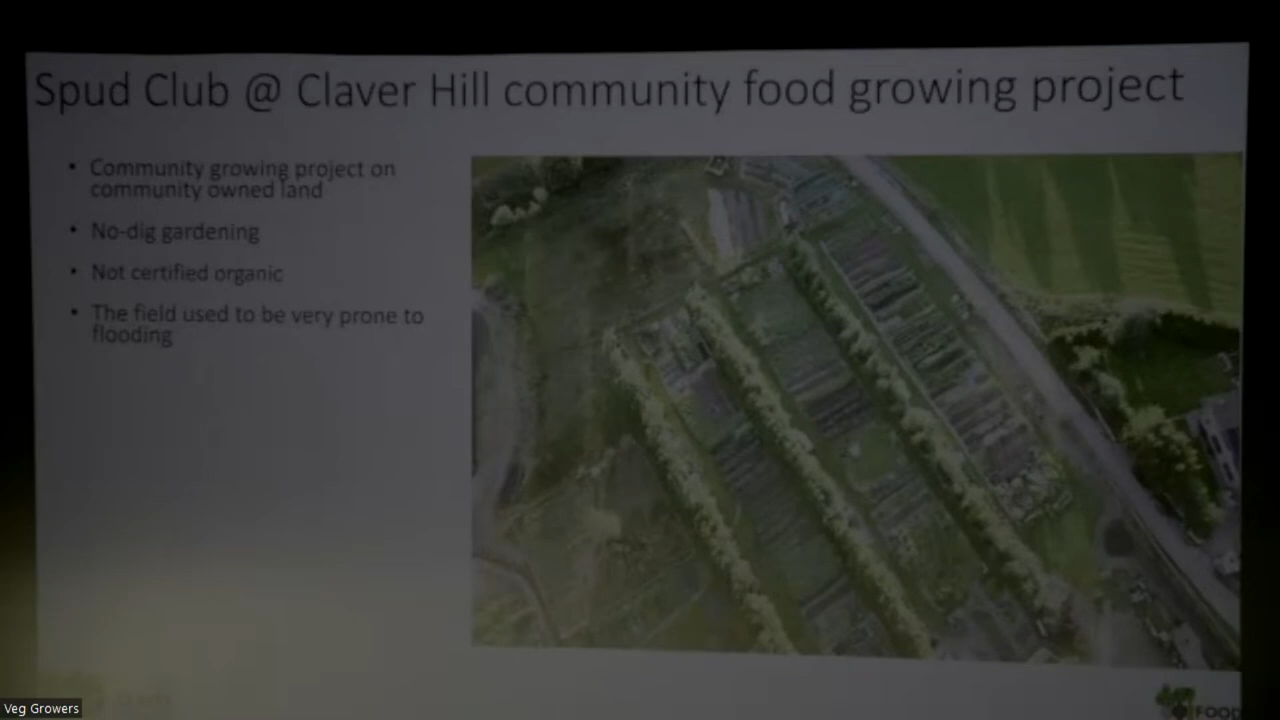 Spud Club @ Claver Hill community food growing project
• Community growing project on
community owned land
• No-dig gardening
• Not certified organic
• The field used to be very prone to
flooding
Veg Growers
FOOD